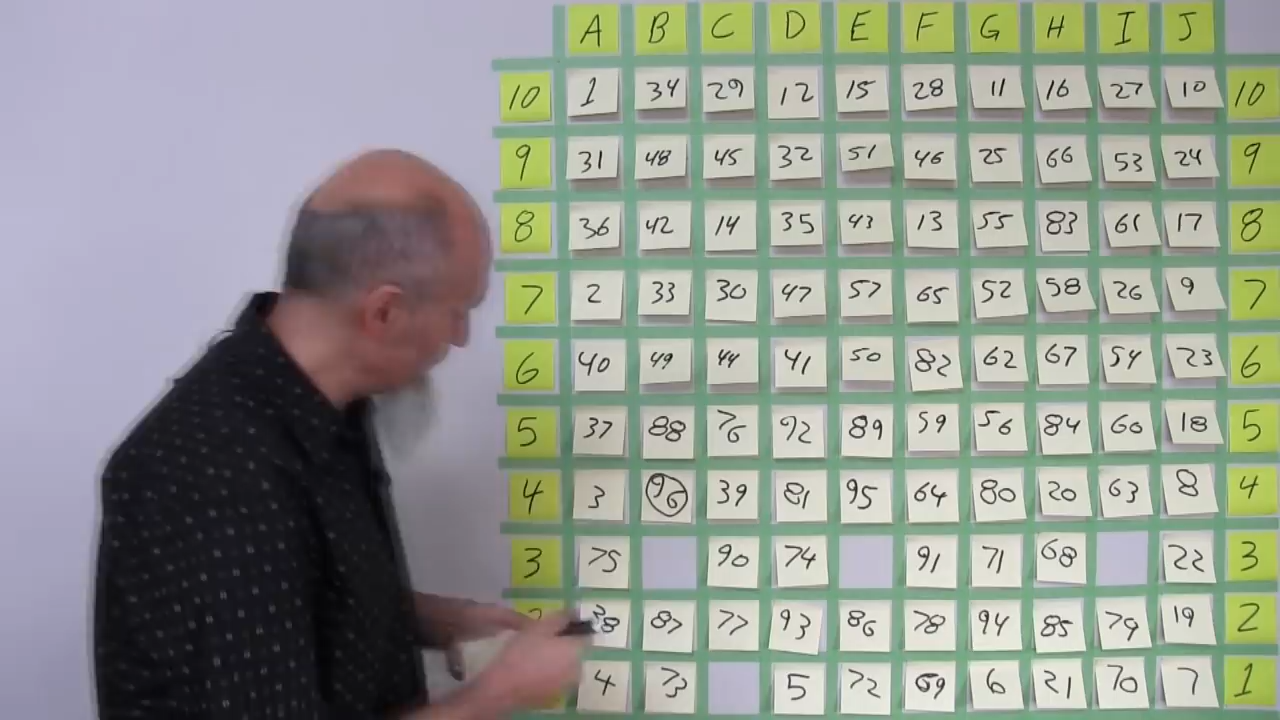 A B C D E F G H I J
10 1 34 29 12 15 28 11 16 27 10 10
9 31 48 45 32 51 46 25 66 53 24 9
8 36 42 14 35 43 13 55 83 61 17 8
7 2 33 30 47 57 65 52 58 26 9 7
6 40 49 44 41 50 82 62 67 54 23 6
5 37 88 76 92 89 59 56 84 60 18 5
4 3 96 39 81 95 64 80 20 63 8 4
3 75 90 74 91 71 68 22 3
2 38 87 77 93 86 78 94 85 79 19 2
4 73 5 72 69 6 21 70 7 1